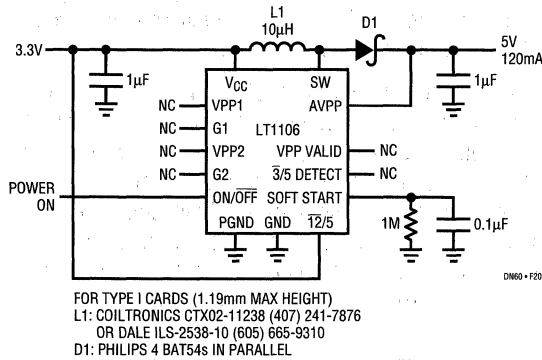 L1
10µH
D1
3.3V
5V
120mA
1µF
1µF
VCC
SW
NC
VPP1
AVPP
NC
G1
LT1106
NC
VPP2
VPP VALID
NC
NC
G2
3̅/5 DETECT
NC
POWER
ON
ON/O̅F̅F̅
SOFT START
1M
0.1µF
PGND
GND
1̅2̅/5
DN60 • F20
FOR TYPE I CARDS (1.19mm MAX HEIGHT)
L1: COILTRONICS CTX02-11238 (407) 241-7876
OR DALE ILS-2538-10 (605) 665-9310
D1: PHILIPS 4 BAT54s IN PARALLEL